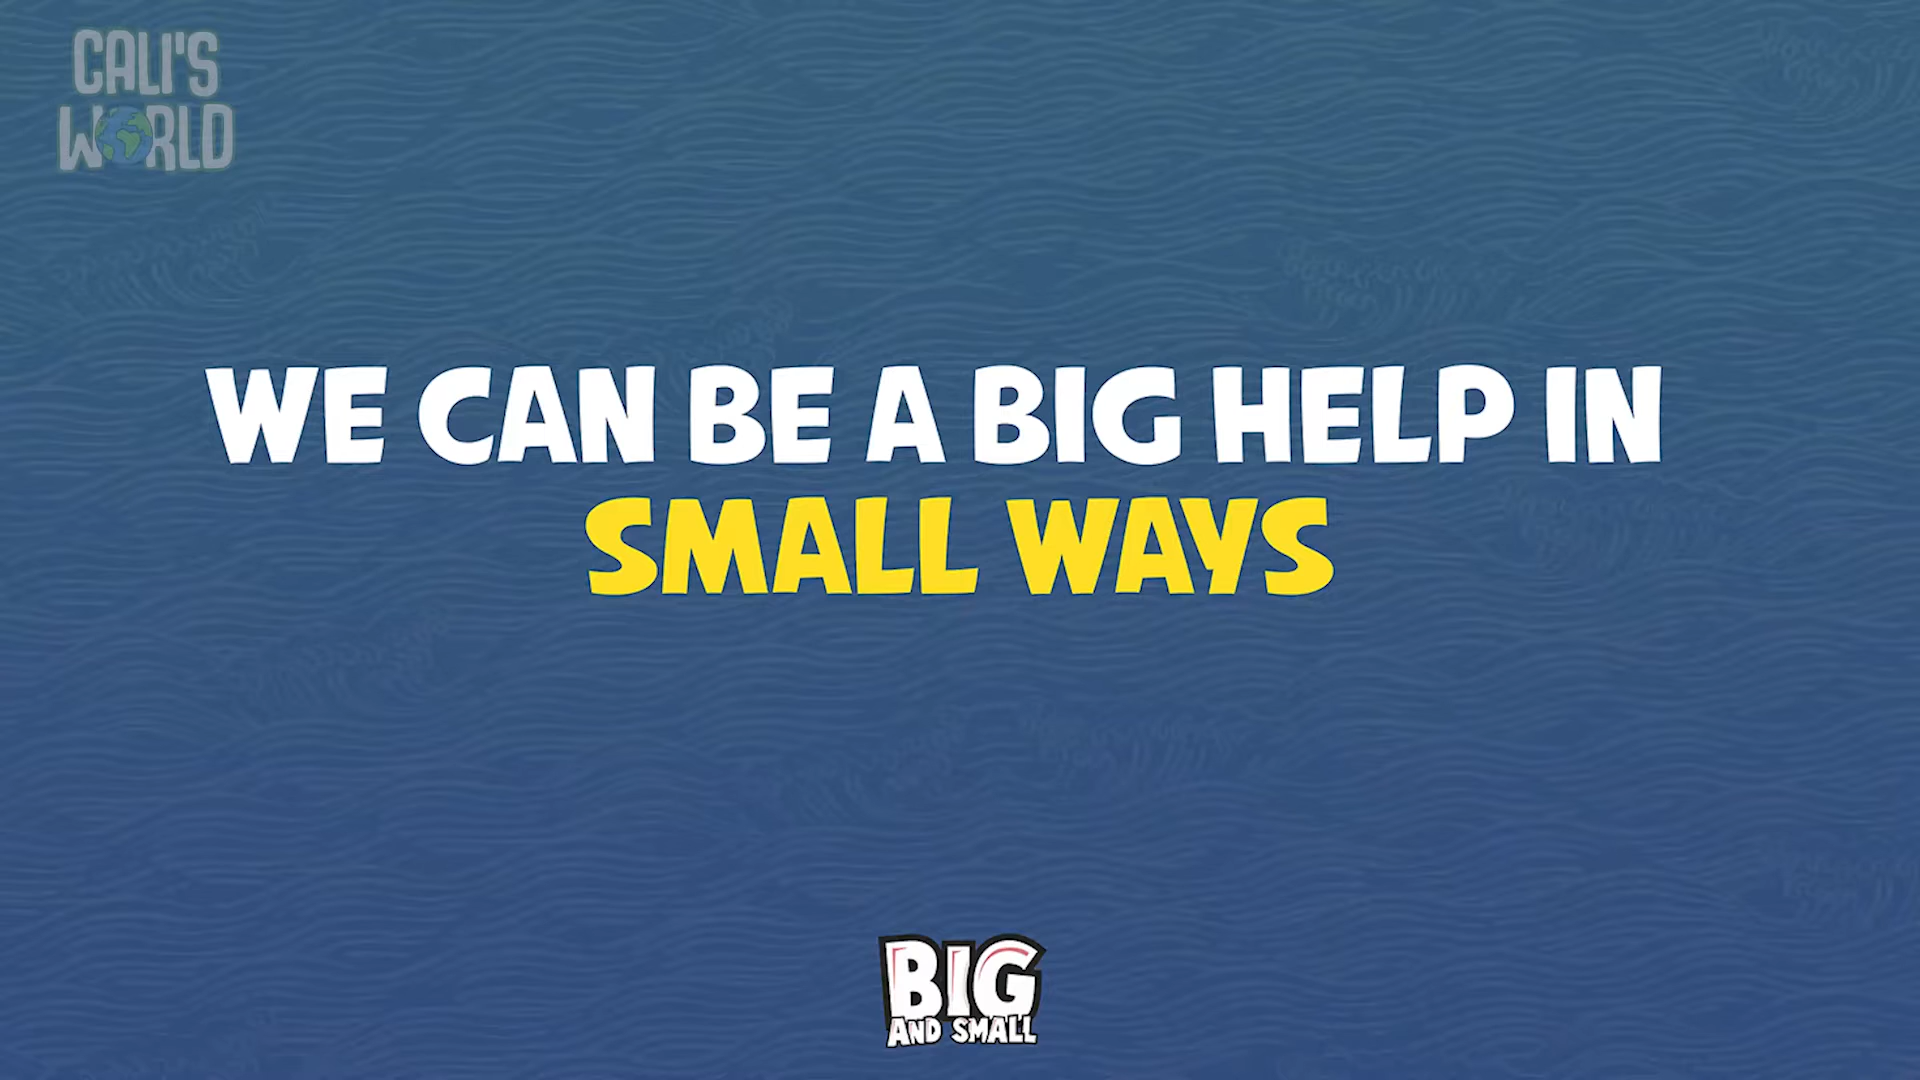 CALI'S
WORLD
WE CAN BE A BIG HELP IN
SMALL WAYS
BIG
AND SMALL